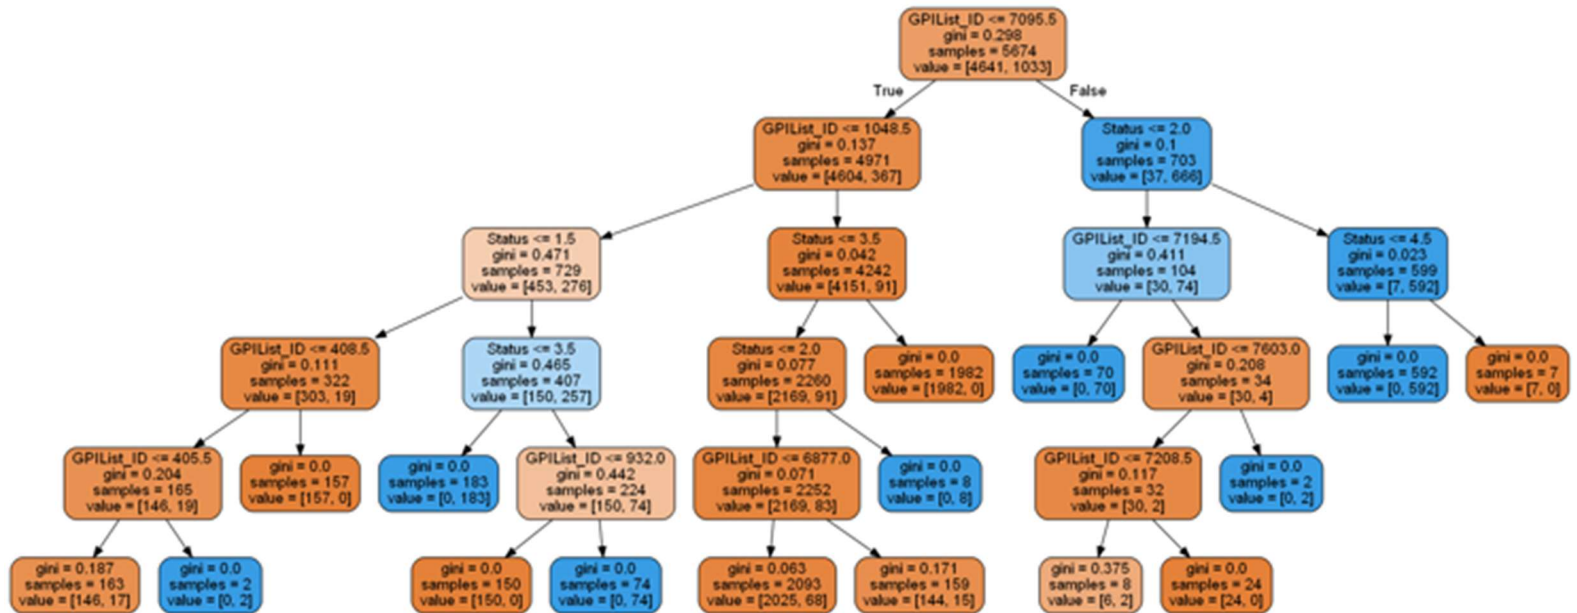 GPIList_ID <= 7095.5
gini = 0.298
samples = 5674
value = [4641, 1033]
True
False
GPIList_ID <= 1048.5
gini = 0.137
samples = 4971
value = [4604, 367]
Status <= 2.0
gini = 0.1
samples = 703
value = [37, 666]
Status <= 1.5
gini = 0.471
samples = 729
value = [453, 276]
Status <= 3.5
gini = 0.042
samples = 4242
value = [4151, 91]
GPIList_ID <= 7194.5
gini = 0.411
samples = 104
value = [30, 74]
Status <= 4.5
gini = 0.023
samples = 599
value = [7, 592]
GPIList_ID <= 408.5
gini = 0.111
samples = 322
value = [303, 19]
Status <= 3.5
gini = 0.465
samples = 407
value = [150, 257]
Status <= 2.0
gini = 0.077
samples = 2260
value = [2169, 91]
gini = 0.0
samples = 1982
value = [1982, 0]
gini = 0.0
samples = 70
value = [0, 70]
GPIList_ID <= 7603.0
gini = 0.208
samples = 34
value = [30, 4]
gini = 0.0
samples = 592
value = [0, 592]
gini = 0.0
samples = 7
value = [7, 0]
GPIList_ID <= 405.5
gini = 0.204
samples = 165
value = [146, 19]
gini = 0.0
samples = 157
value = [157, 0]
gini = 0.0
samples = 183
value = [0, 183]
GPIList_ID <= 932.0
gini = 0.442
samples = 224
value = [150, 74]
GPIList_ID <= 6877.0
gini = 0.071
samples = 2252
value = [2169, 83]
gini = 0.0
samples = 8
value = [0, 8]
GPIList_ID <= 7208.5
gini = 0.117
samples = 32
value = [30, 2]
gini = 0.0
samples = 2
value = [0, 2]
gini = 0.187
samples = 163
value = [146, 17]
gini = 0.0
samples = 2
value = [0, 2]
gini = 0.0
samples = 150
value = [150, 0]
gini = 0.0
samples = 74
value = [0, 74]
gini = 0.063
samples = 2093
value = [2025, 68]
gini = 0.171
samples = 159
value = [144, 15]
gini = 0.375
samples = 8
value = [6, 2]
gini = 0.0
samples = 24
value = [24, 0]